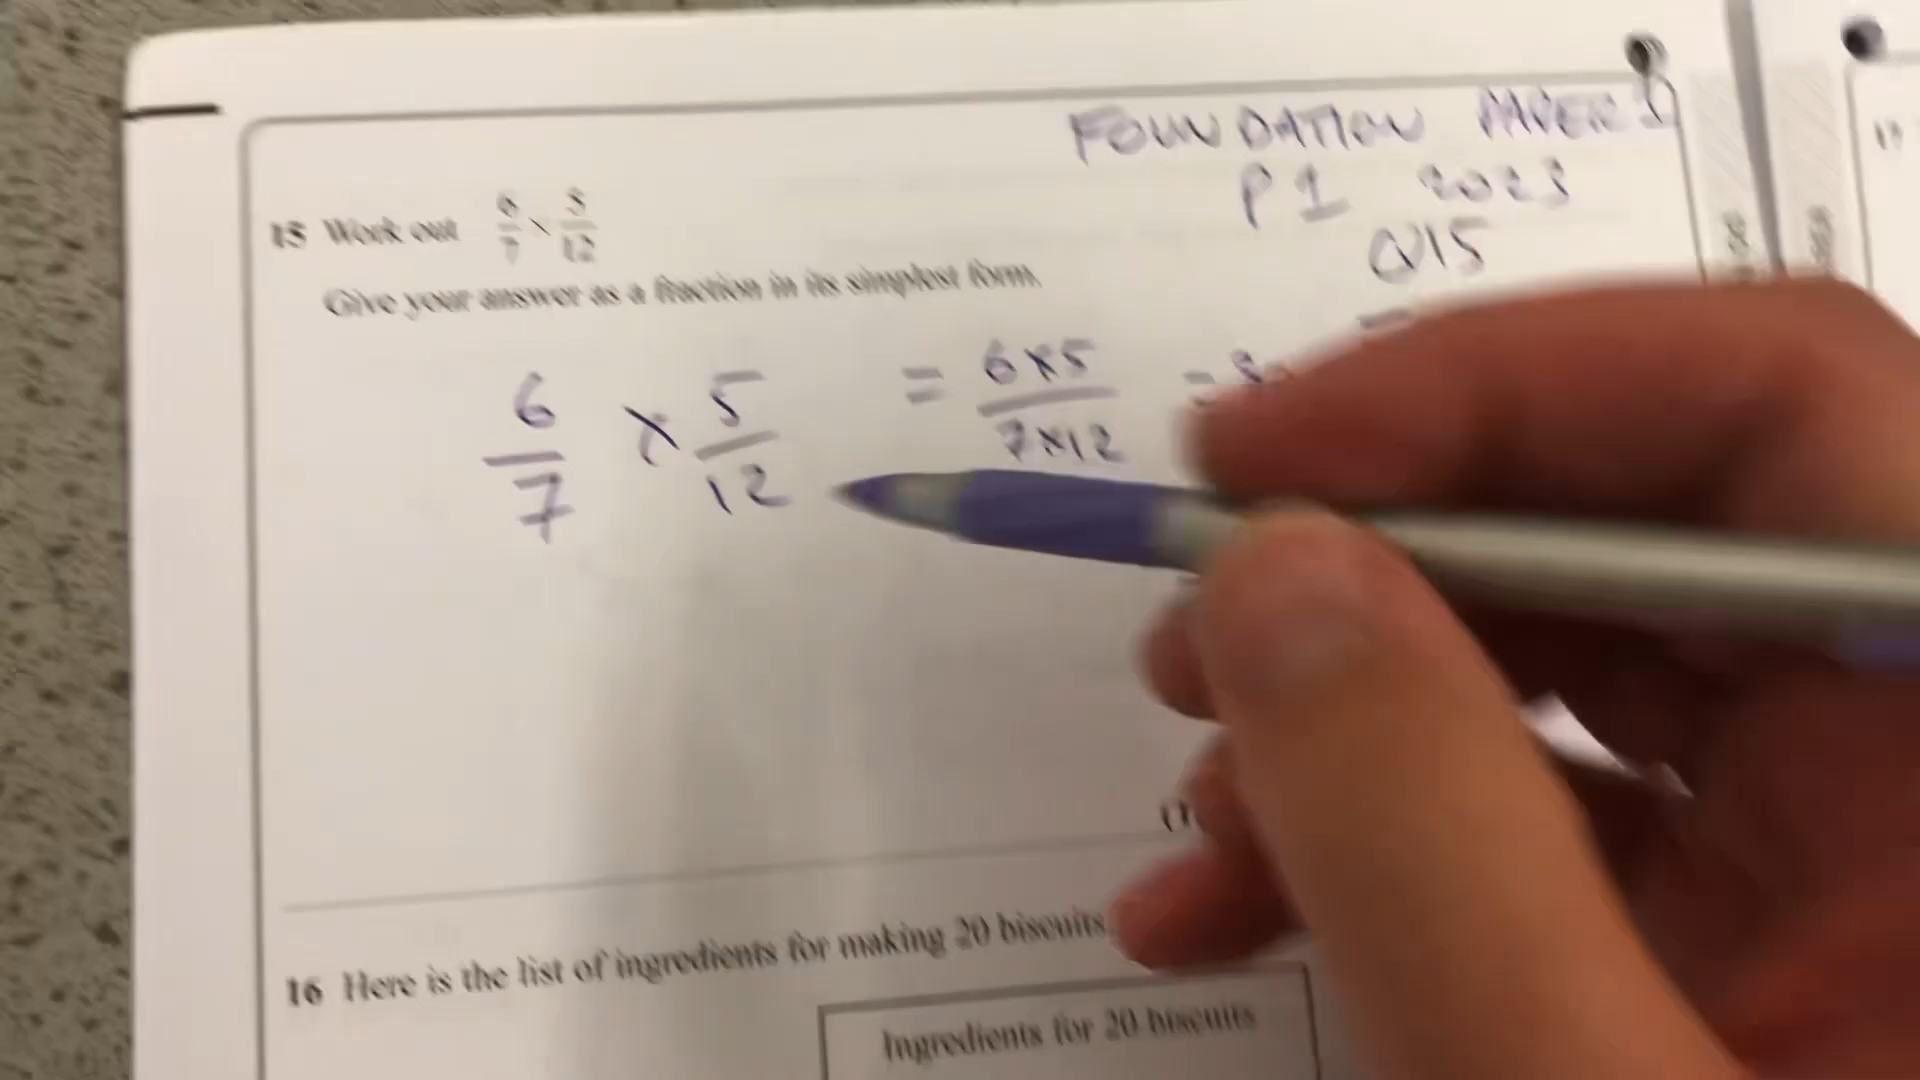 FOUNDATION PAPER 1
P1 2023
Q15
15 Work out 6/7 × 5/12
Give your answer as a fraction in its simplest form.
6/7 × 5/12 = 6×5/7×12 =
16 Here is the list of ingredients for making 20 biscuits.
Ingredients for 20 biscuits